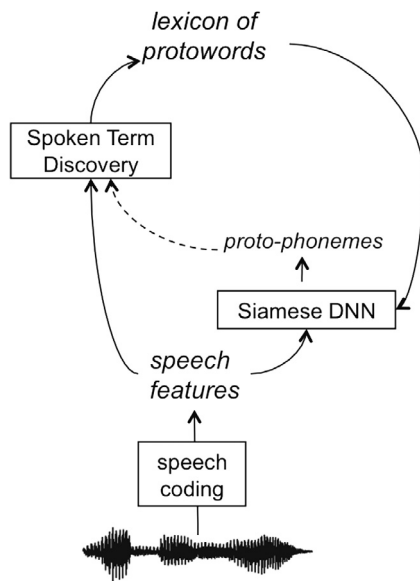 lexicon of
protowords
Spoken Term
Discovery
proto-phonemes
Siamese DNN
speech
features
speech
coding